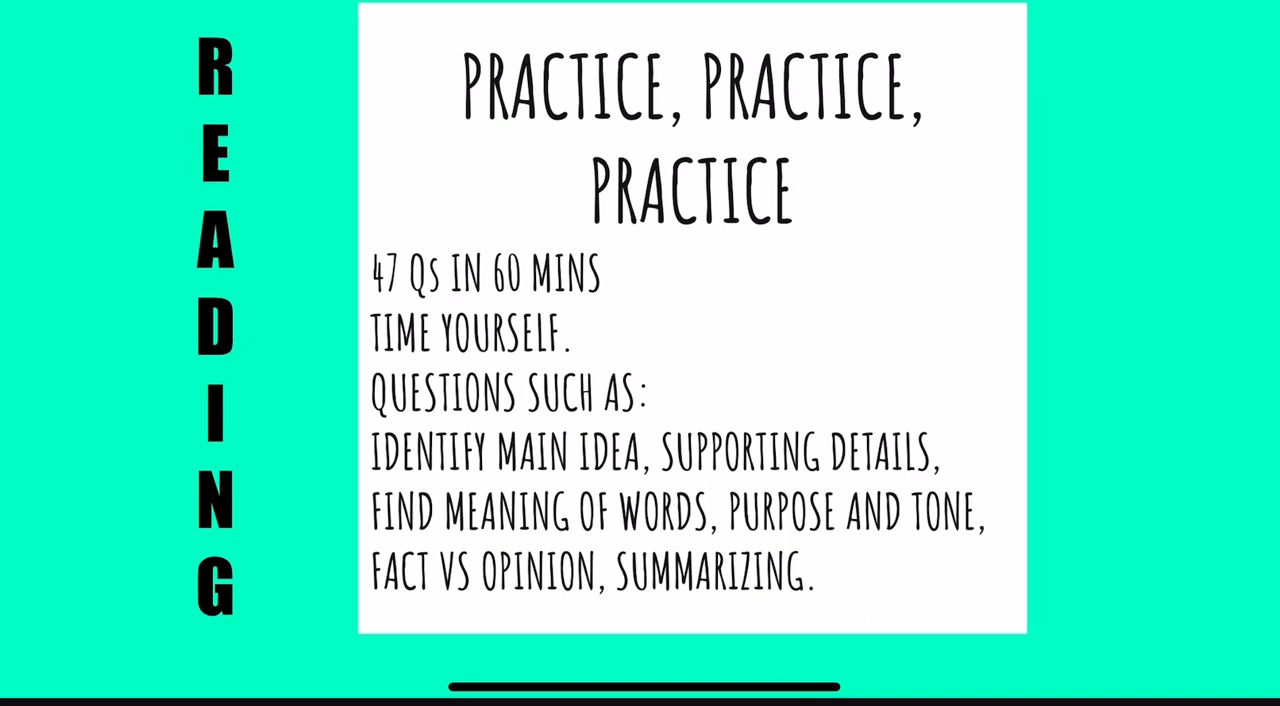 READING
PRACTICE, PRACTICE,
PRACTICE
47 Qs IN 60 MINS
TIME YOURSELF.
QUESTIONS SUCH AS:
IDENTIFY MAIN IDEA, SUPPORTING DETAILS,
FIND MEANING OF WORDS, PURPOSE AND TONE,
FACT VS OPINION, SUMMARIZING.